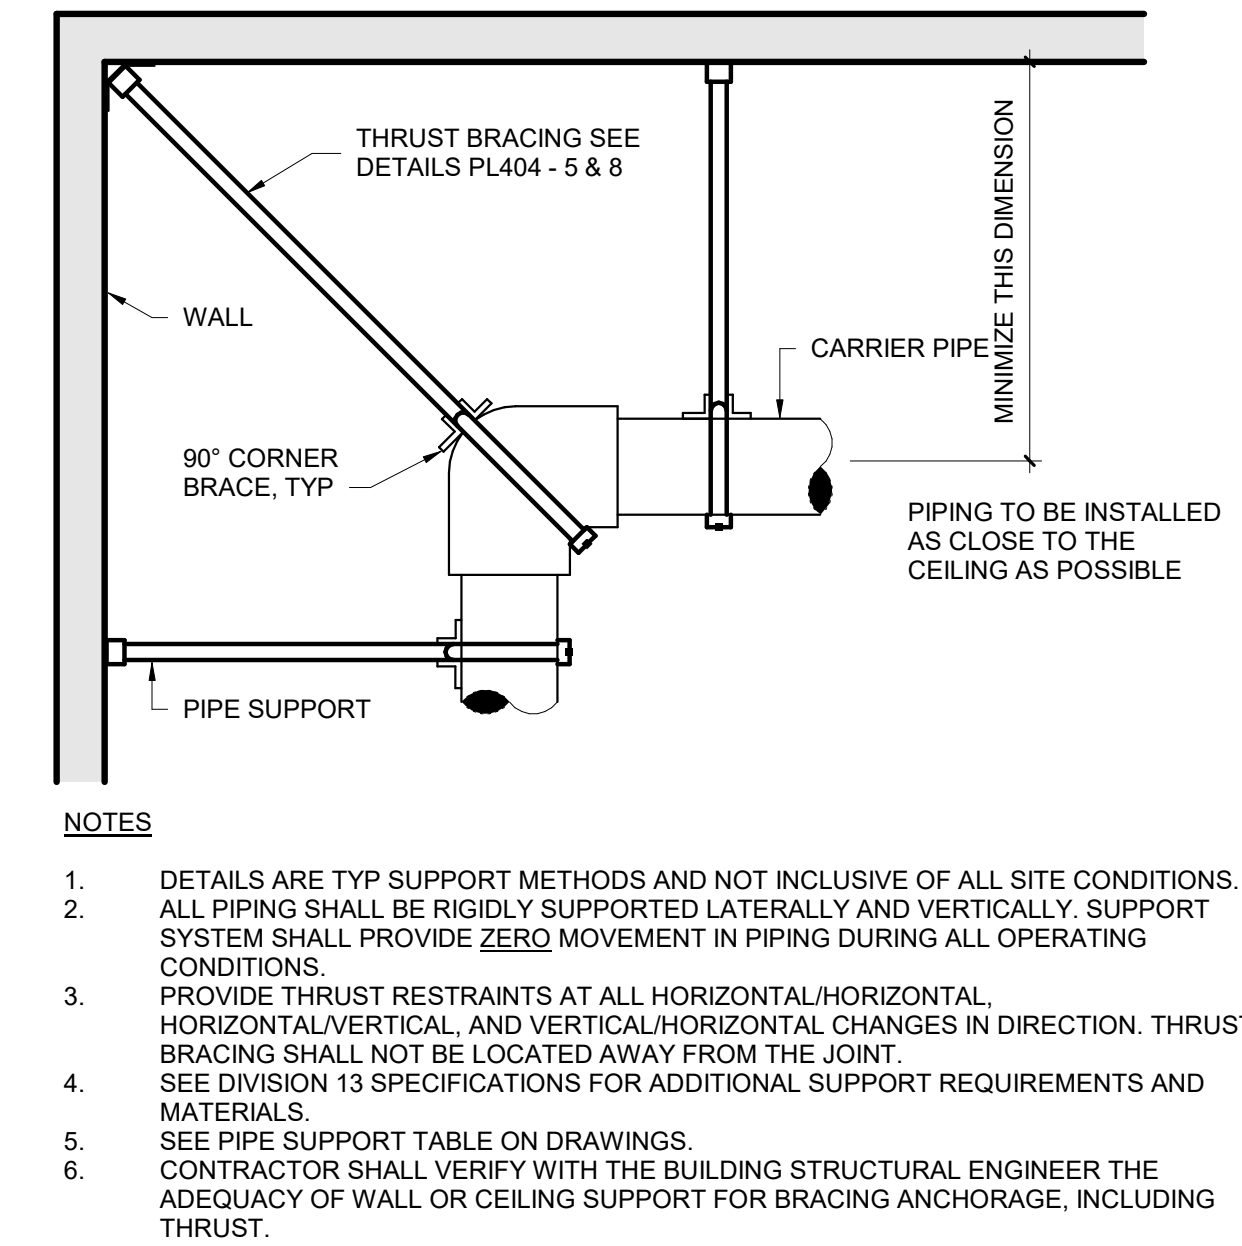 THRUST BRACING SEE
DETAILS PL404 - 5 & 8
MINIMIZE THIS DIMENSION
WALL
CARRIER PIPE
90° CORNER
BRACE, TYP
PIPING TO BE INSTALLED
AS CLOSE TO THE
CEILING AS POSSIBLE
PIPE SUPPORT
NOTES
1. DETAILS ARE TYP SUPPORT METHODS AND NOT INCLUSIVE OF ALL SITE CONDITIONS.
2. ALL PIPING SHALL BE RIGIDLY SUPPORTED LATERALLY AND VERTICALLY. SUPPORT
SYSTEM SHALL PROVIDE ZERO MOVEMENT IN PIPING DURING ALL OPERATING
CONDITIONS.
3. PROVIDE THRUST RESTRAINTS AT ALL HORIZONTAL/HORIZONTAL,
HORIZONTAL/VERTICAL, AND VERTICAL/HORIZONTAL CHANGES IN DIRECTION. THRUST
BRACING SHALL NOT BE LOCATED AWAY FROM THE JOINT.
4. SEE DIVISION 13 SPECIFICATIONS FOR ADDITIONAL SUPPORT REQUIREMENTS AND
MATERIALS.
5. SEE PIPE SUPPORT TABLE ON DRAWINGS.
6. CONTRACTOR SHALL VERIFY WITH THE BUILDING STRUCTURAL ENGINEER THE
ADEQUACY OF WALL OR CEILING SUPPORT FOR BRACING ANCHORAGE, INCLUDING
THRUST.